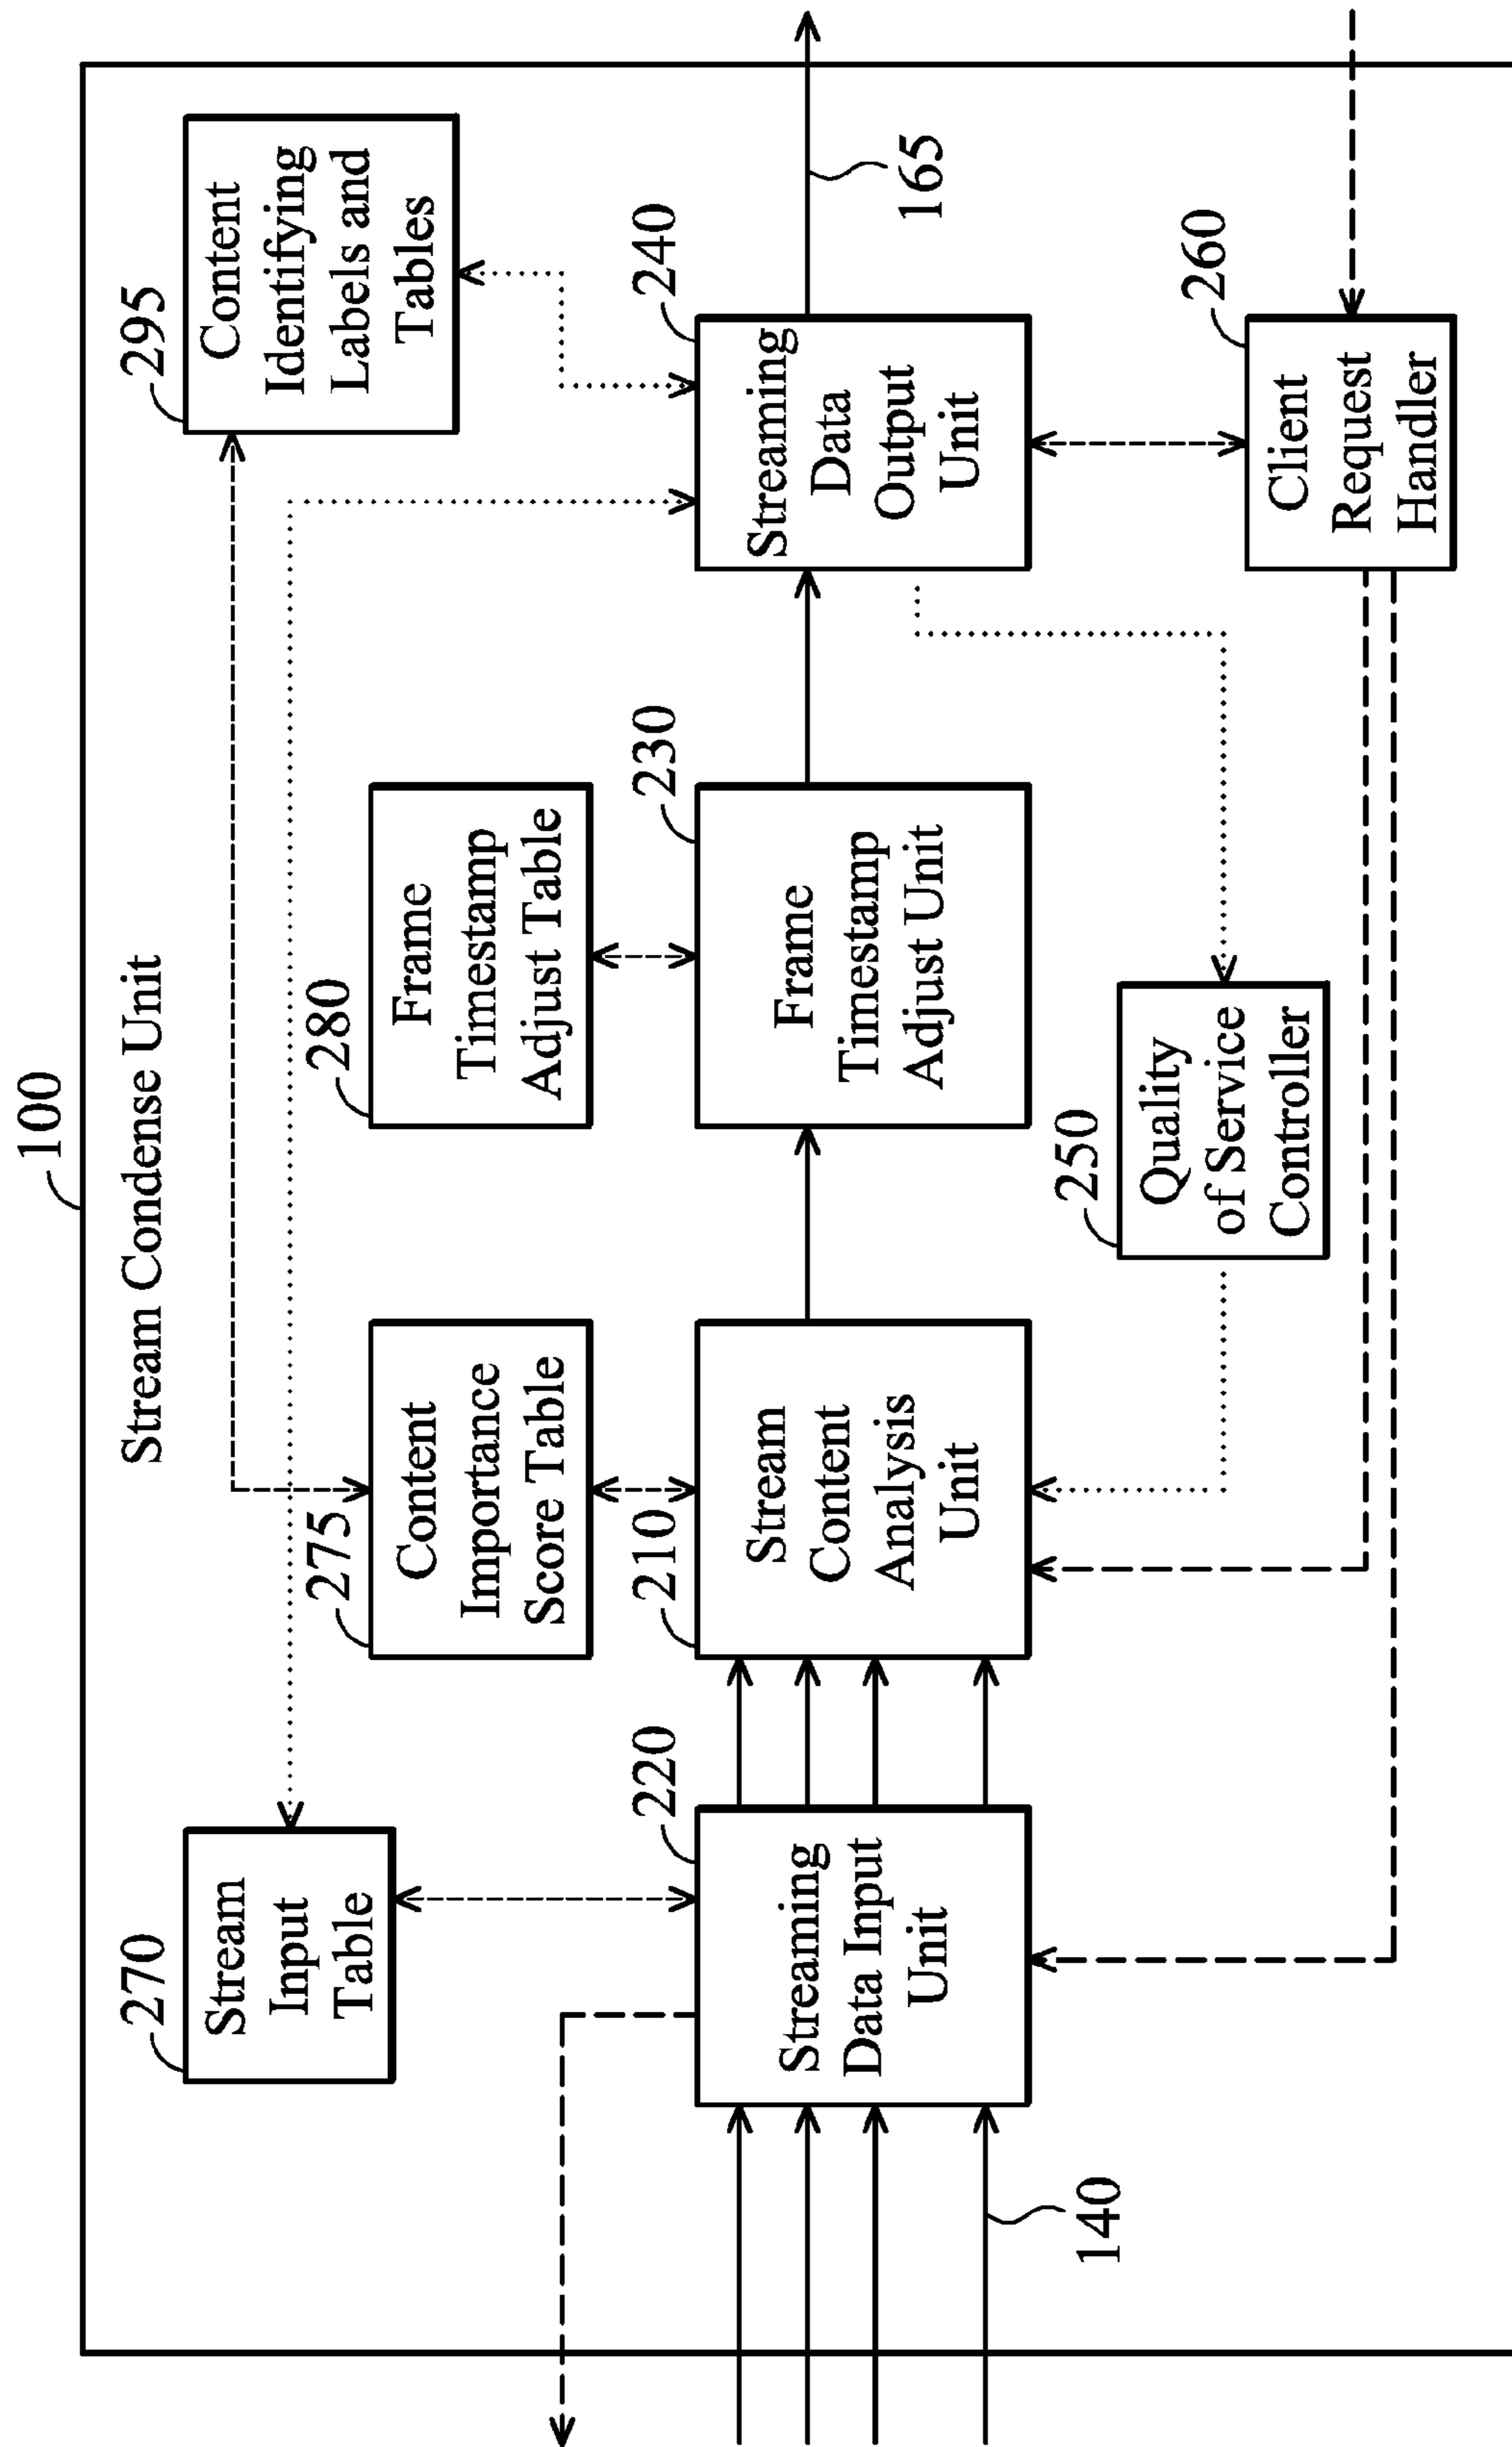 100
Stream Condense Unit
270
Stream
Input
Table
295
Content
Identifying
Labels and
Tables
275
Content
Importance
Score Table
280
Frame
Timestamp
Adjust Table
220
Streaming
Data Input
Unit
210
Stream
Content
Analysis
Unit
230
Frame
Timestamp
Adjust Unit
240
Streaming
Data
Output
Unit
165
140
250
Quality
of Service
Controller
260
Client
Request
Handler